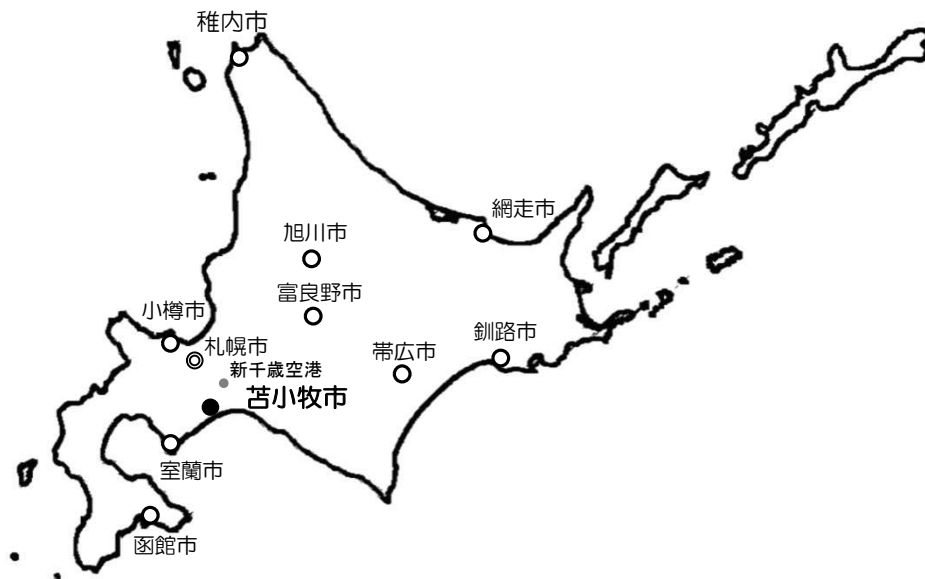 稚内市
網走市
旭川市
富良野市
小樽市
釧路市
札幌市
帯広市
新千歳空港
苫小牧市
室蘭市
函館市